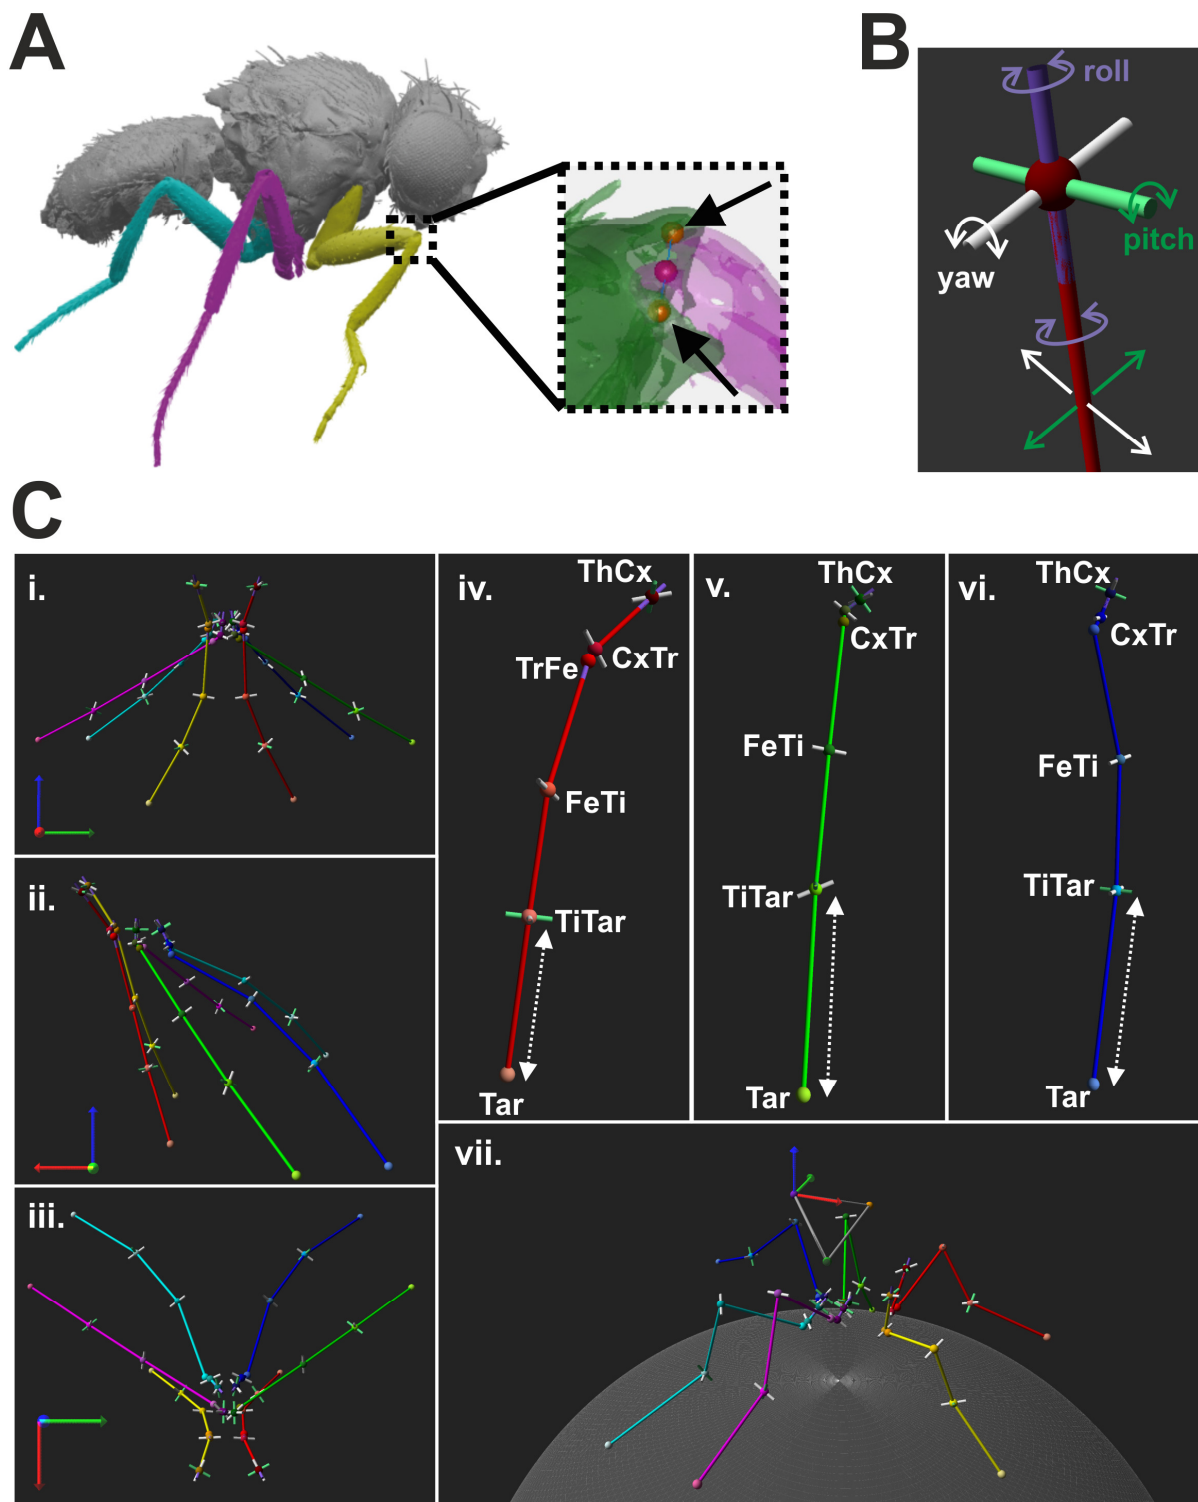 A
B
roll
pitch
yaw
C
i.
ii.
iii.
iv.
ThCx
CxTr
TrFe
FeTi
TiTar
Tar
v.
ThCx
CxTr
FeTi
TiTar
Tar
vi.
ThCx
CxTr
FeTi
TiTar
Tar
vii.